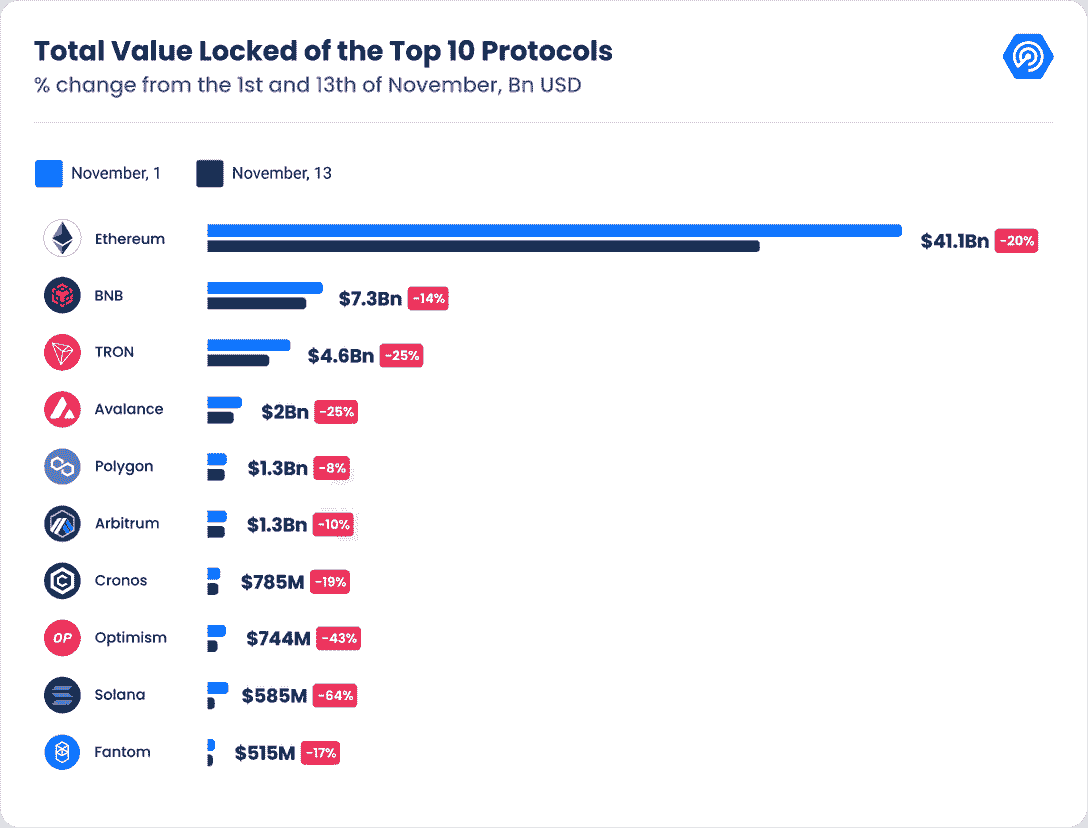 Total Value Locked of the Top 10 Protocols
% change from the 1st and 13th of November, Bn USD
November, 1 November, 13
Ethereum $41.1Bn -20%
BNB $7.3Bn -14%
TRON $4.6Bn -25%
Avalance $2Bn -25%
Polygon $1.3Bn -8%
Arbitrum $1.3Bn -10%
Cronos $785M -19%
OP Optimism $744M -43%
Solana $585M -64%
Fantom $515M -17%